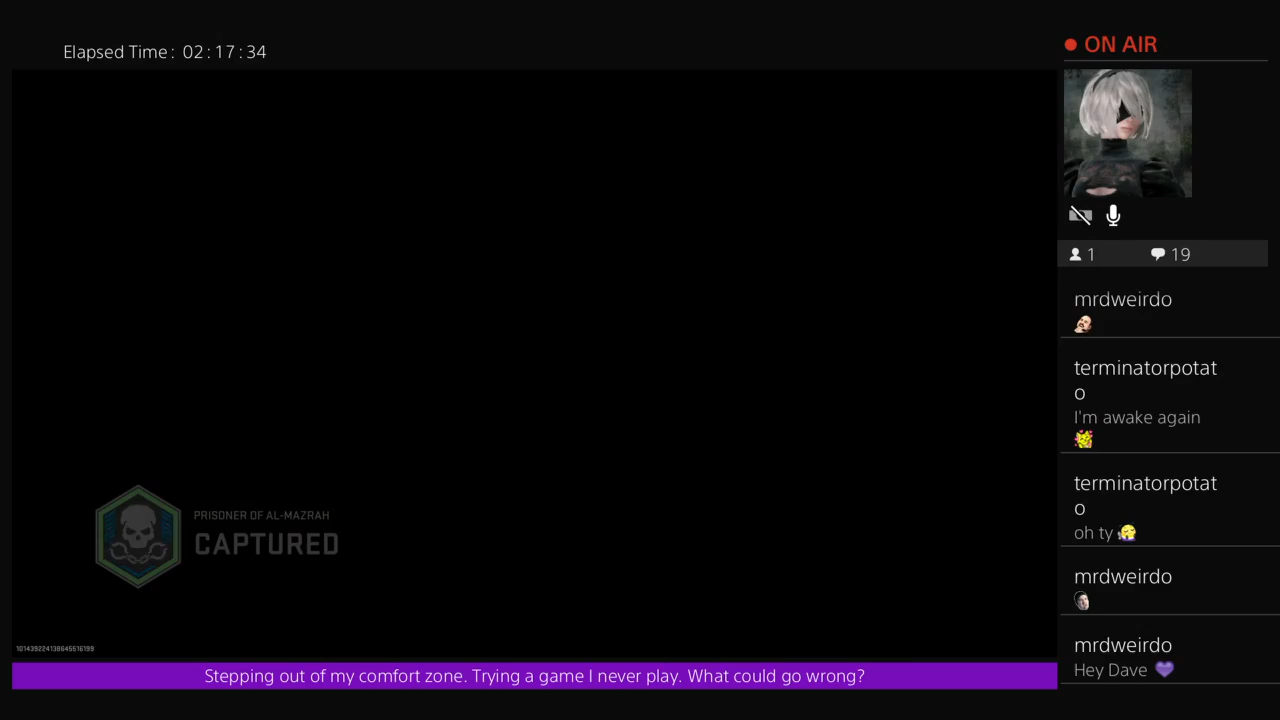 Elapsed Time: 02:17:34
ON AIR
1
19
mrdweirdo
terminatorpotat
o
I'm awake again
terminatorpotat
o
oh ty
mrdweirdo
mrdweirdo
Hey Dave
PRISONER OF AL-MAZRAH
CAPTURED
Stepping out of my comfort zone. Trying a game I never play. What could go wrong?